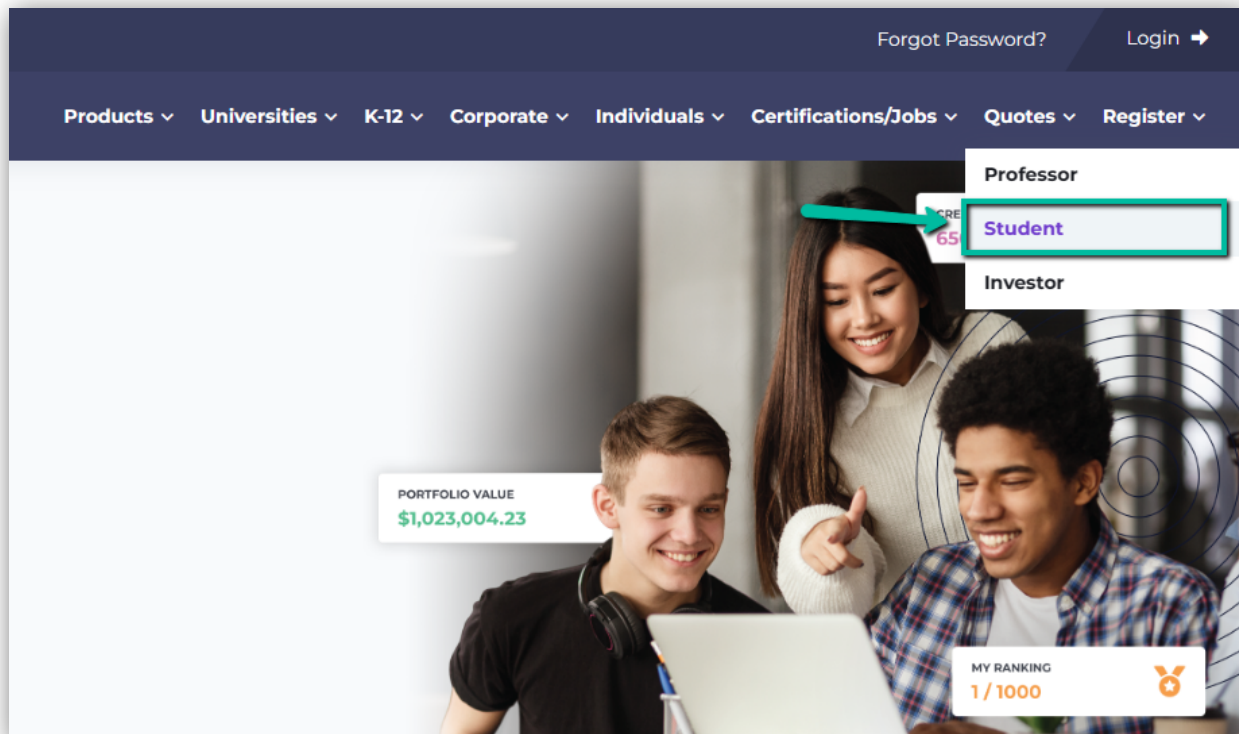 Forgot Password? Login
Products Universities K-12 Corporate Individuals Certifications/Jobs Quotes Register
Professor
Student
Investor
PORTFOLIO VALUE
$1,023,004.23
MY RANKING
1 / 1000